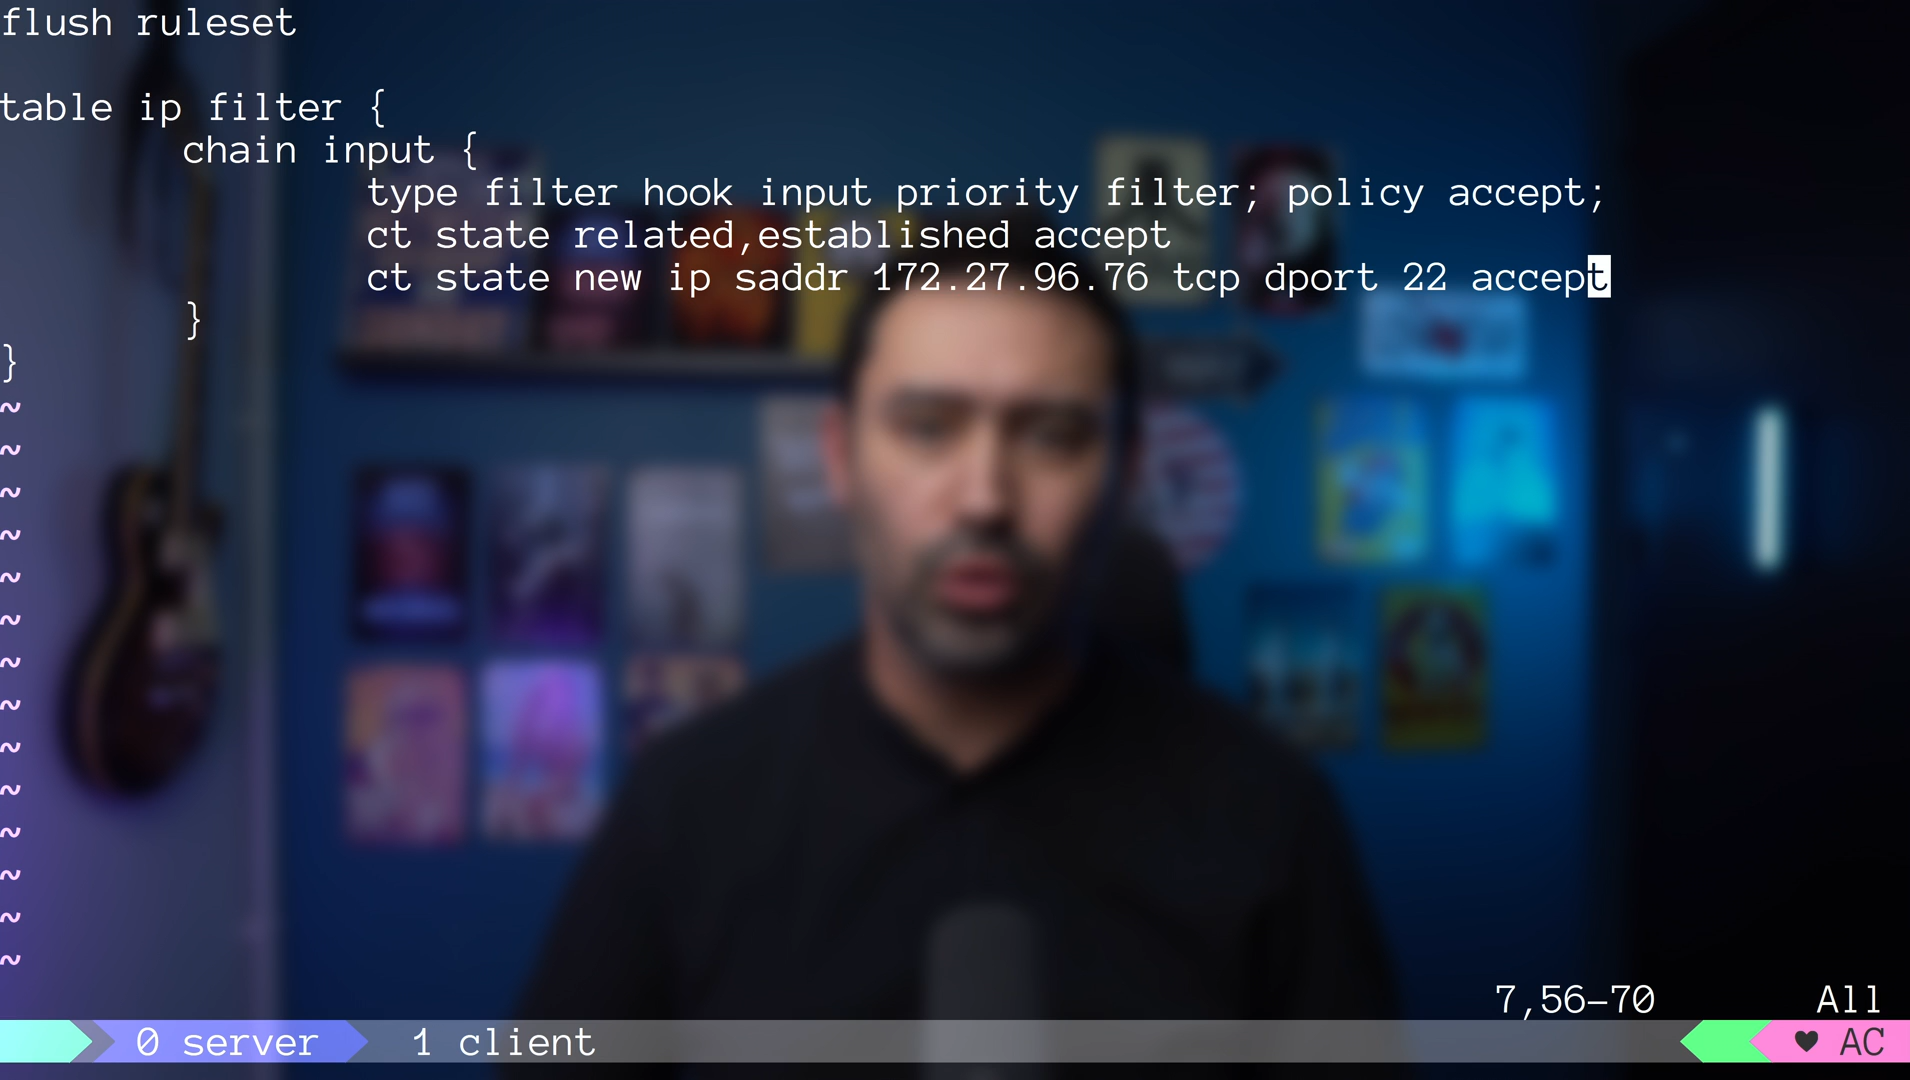 flush ruleset
table ip filter {
chain input {
type filter hook input priority filter; policy accept;
ct state related,established accept
ct state new ip saddr 172.27.96.76 tcp dport 22 accept
}
}
~
~
~
~
~
~
~
~
~
~
~
~
~
~
7,56-70 All
0 server 1 client ♥ AC